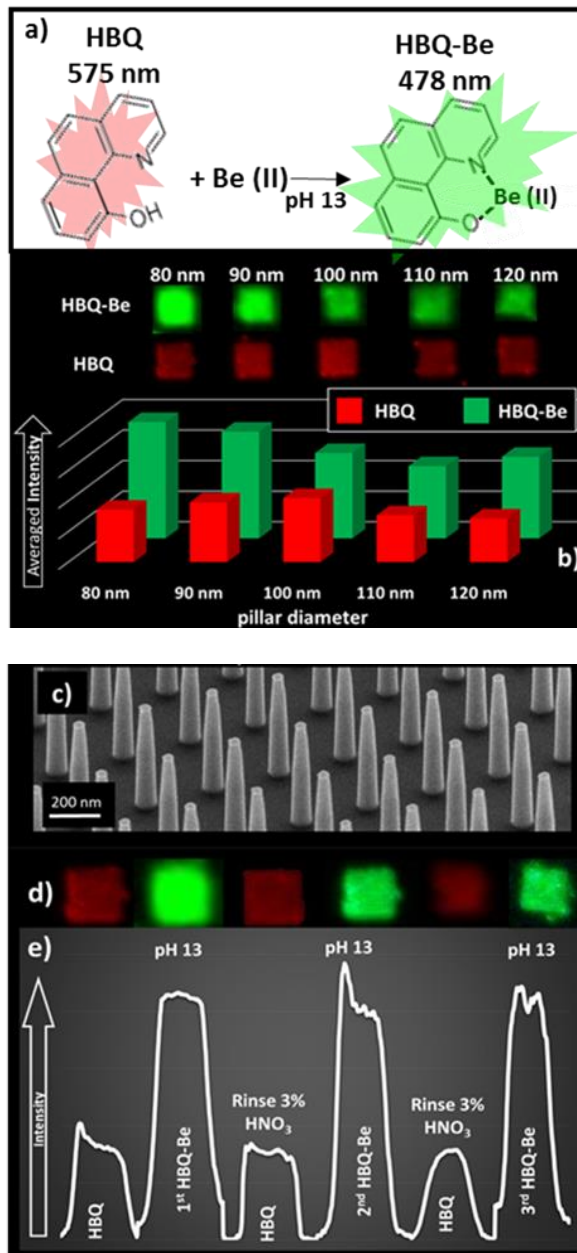 a)
HBQ
575 nm
HBQ-Be
478 nm
N
OH
+ Be (II)
pH 13
N
O
Be (II)
80 nm 90 nm 100 nm 110 nm 120 nm
HBQ-Be
HBQ
HBQ HBQ-Be
Averaged Intensity
b)
80 nm 90 nm 100 nm 110 nm 120 nm
pillar diameter
c)
200 nm
d)
e)
pH 13 pH 13 pH 13
Intensity
Rinse 3%
HNO3
Rinse 3%
HNO3
HBQ
1st HBQ-Be
HBQ
2nd HBQ-Be
HBQ
3rd HBQ-Be